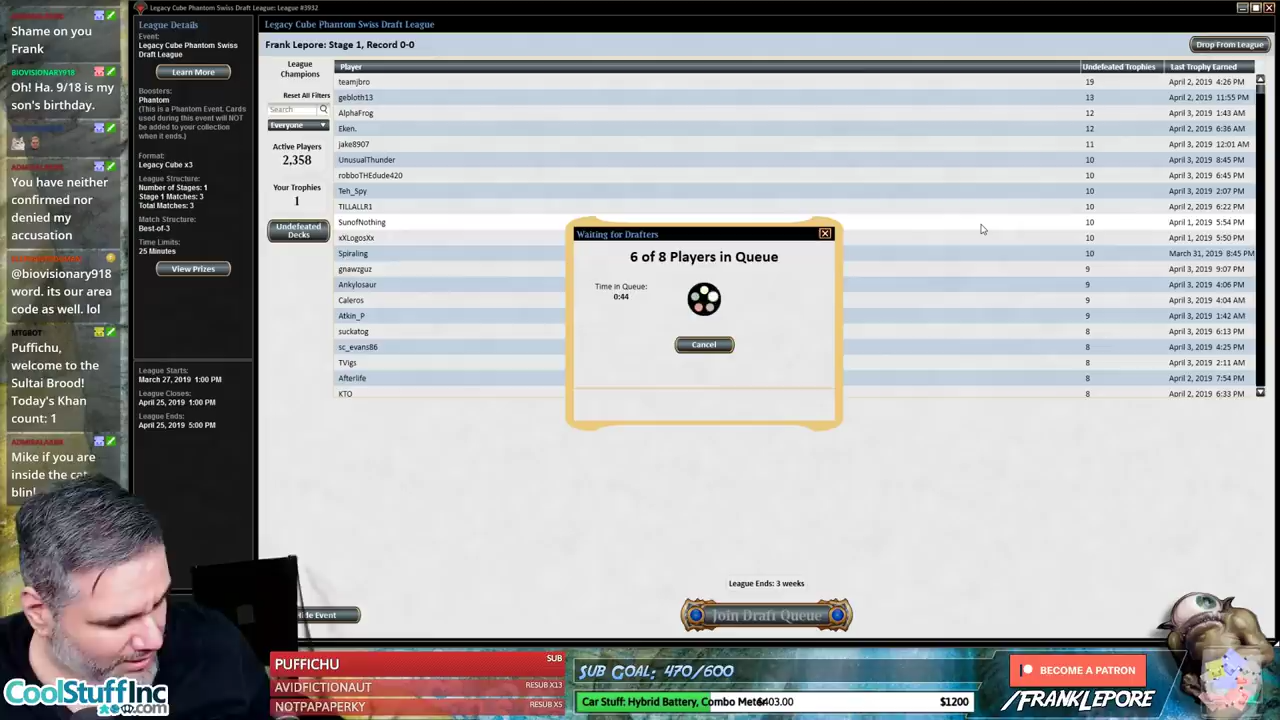 Legacy Cube Phantom Swiss Draft League: League #3932
Shame on you
Frank
BIOVISIONARY918
Oh! Ha. 9/18 is my
son's birthday.
You have neither
confirmed nor
denied my
accusation
@biovisionary918
word. its our area
code as well. lol
MTGBOT
Puffichu,
welcome to the
Sultai Brood!
Today's Khan
count: 1
Mike if you are
inside the cat
blin!
League Details
Event:
Legacy Cube Phantom Swiss
Draft League
Learn More
Boosters:
Phantom
(This is a Phantom Event. Cards
used during this event will NOT
be added to your collection
when it ends.)
Format:
Legacy Cube x3
League Structure:
Number of Stages: 1
Stage 1 Matches: 3
Total Matches: 3
Match Structure:
Best-of-3
Time Limits:
25 Minutes
View Prizes
League Starts:
March 27, 2019 1:00 PM
League Closes:
April 25, 2019 1:00 PM
League Ends:
April 25, 2019 5:00 PM
Hide Event
Legacy Cube Phantom Swiss Draft League
Frank Lepore: Stage 1, Record 0-0
Drop From League
League
Champions
Reset All Filters
Search
Everyone
Active Players
2,358
Your Trophies
1
Undefeated
Decks
Player Undefeated Trophies Last Trophy Earned
teamjbro 19 April 2, 2019 4:26 PM
gebloth13 13 April 2, 2019 11:55 PM
AlphaFrog 12 April 3, 2019 1:43 AM
Eken. 12 April 2, 2019 6:36 AM
jake8907 11 April 3, 2019 12:01 AM
UnusualThunder 10 April 3, 2019 8:45 PM
robboTHEdude420 10 April 3, 2019 6:45 PM
Teh_Spy 10 April 3, 2019 2:07 PM
TILLALLR1 10 April 2, 2019 6:22 PM
SunofNothing 10 April 1, 2019 5:54 PM
xXLogosXx 10 April 1, 2019 5:50 PM
Spiraling 10 March 31, 2019 8:45 PM
gnawzguz 9 April 3, 2019 9:07 PM
Ankylosaur 9 April 3, 2019 4:06 PM
Caleros 9 April 3, 2019 4:04 AM
Atkin_P 9 April 3, 2019 1:42 AM
suckatog 8 April 3, 2019 6:13 PM
sc_evans86 8 April 3, 2019 4:25 PM
TVigs 8 April 3, 2019 2:11 AM
Afterlife 8 April 2, 2019 7:54 PM
KTO 8 April 2, 2019 6:33 PM
Waiting for Drafters
6 of 8 Players in Queue
Time in Queue:
0:44
Cancel
League Ends: 3 weeks
Join Draft Queue
PUFFICHU SUB
AVIDFICTIONAUT RESUB X13
NOTPAPAPERKY RESUB X5
SUB GOAL: 470/600
Car Stuff: Hybrid Battery, Combo Meter $403.00 $1200
BECOME A PATRON
FRANKLEPORE
CoolStuffInc
.com